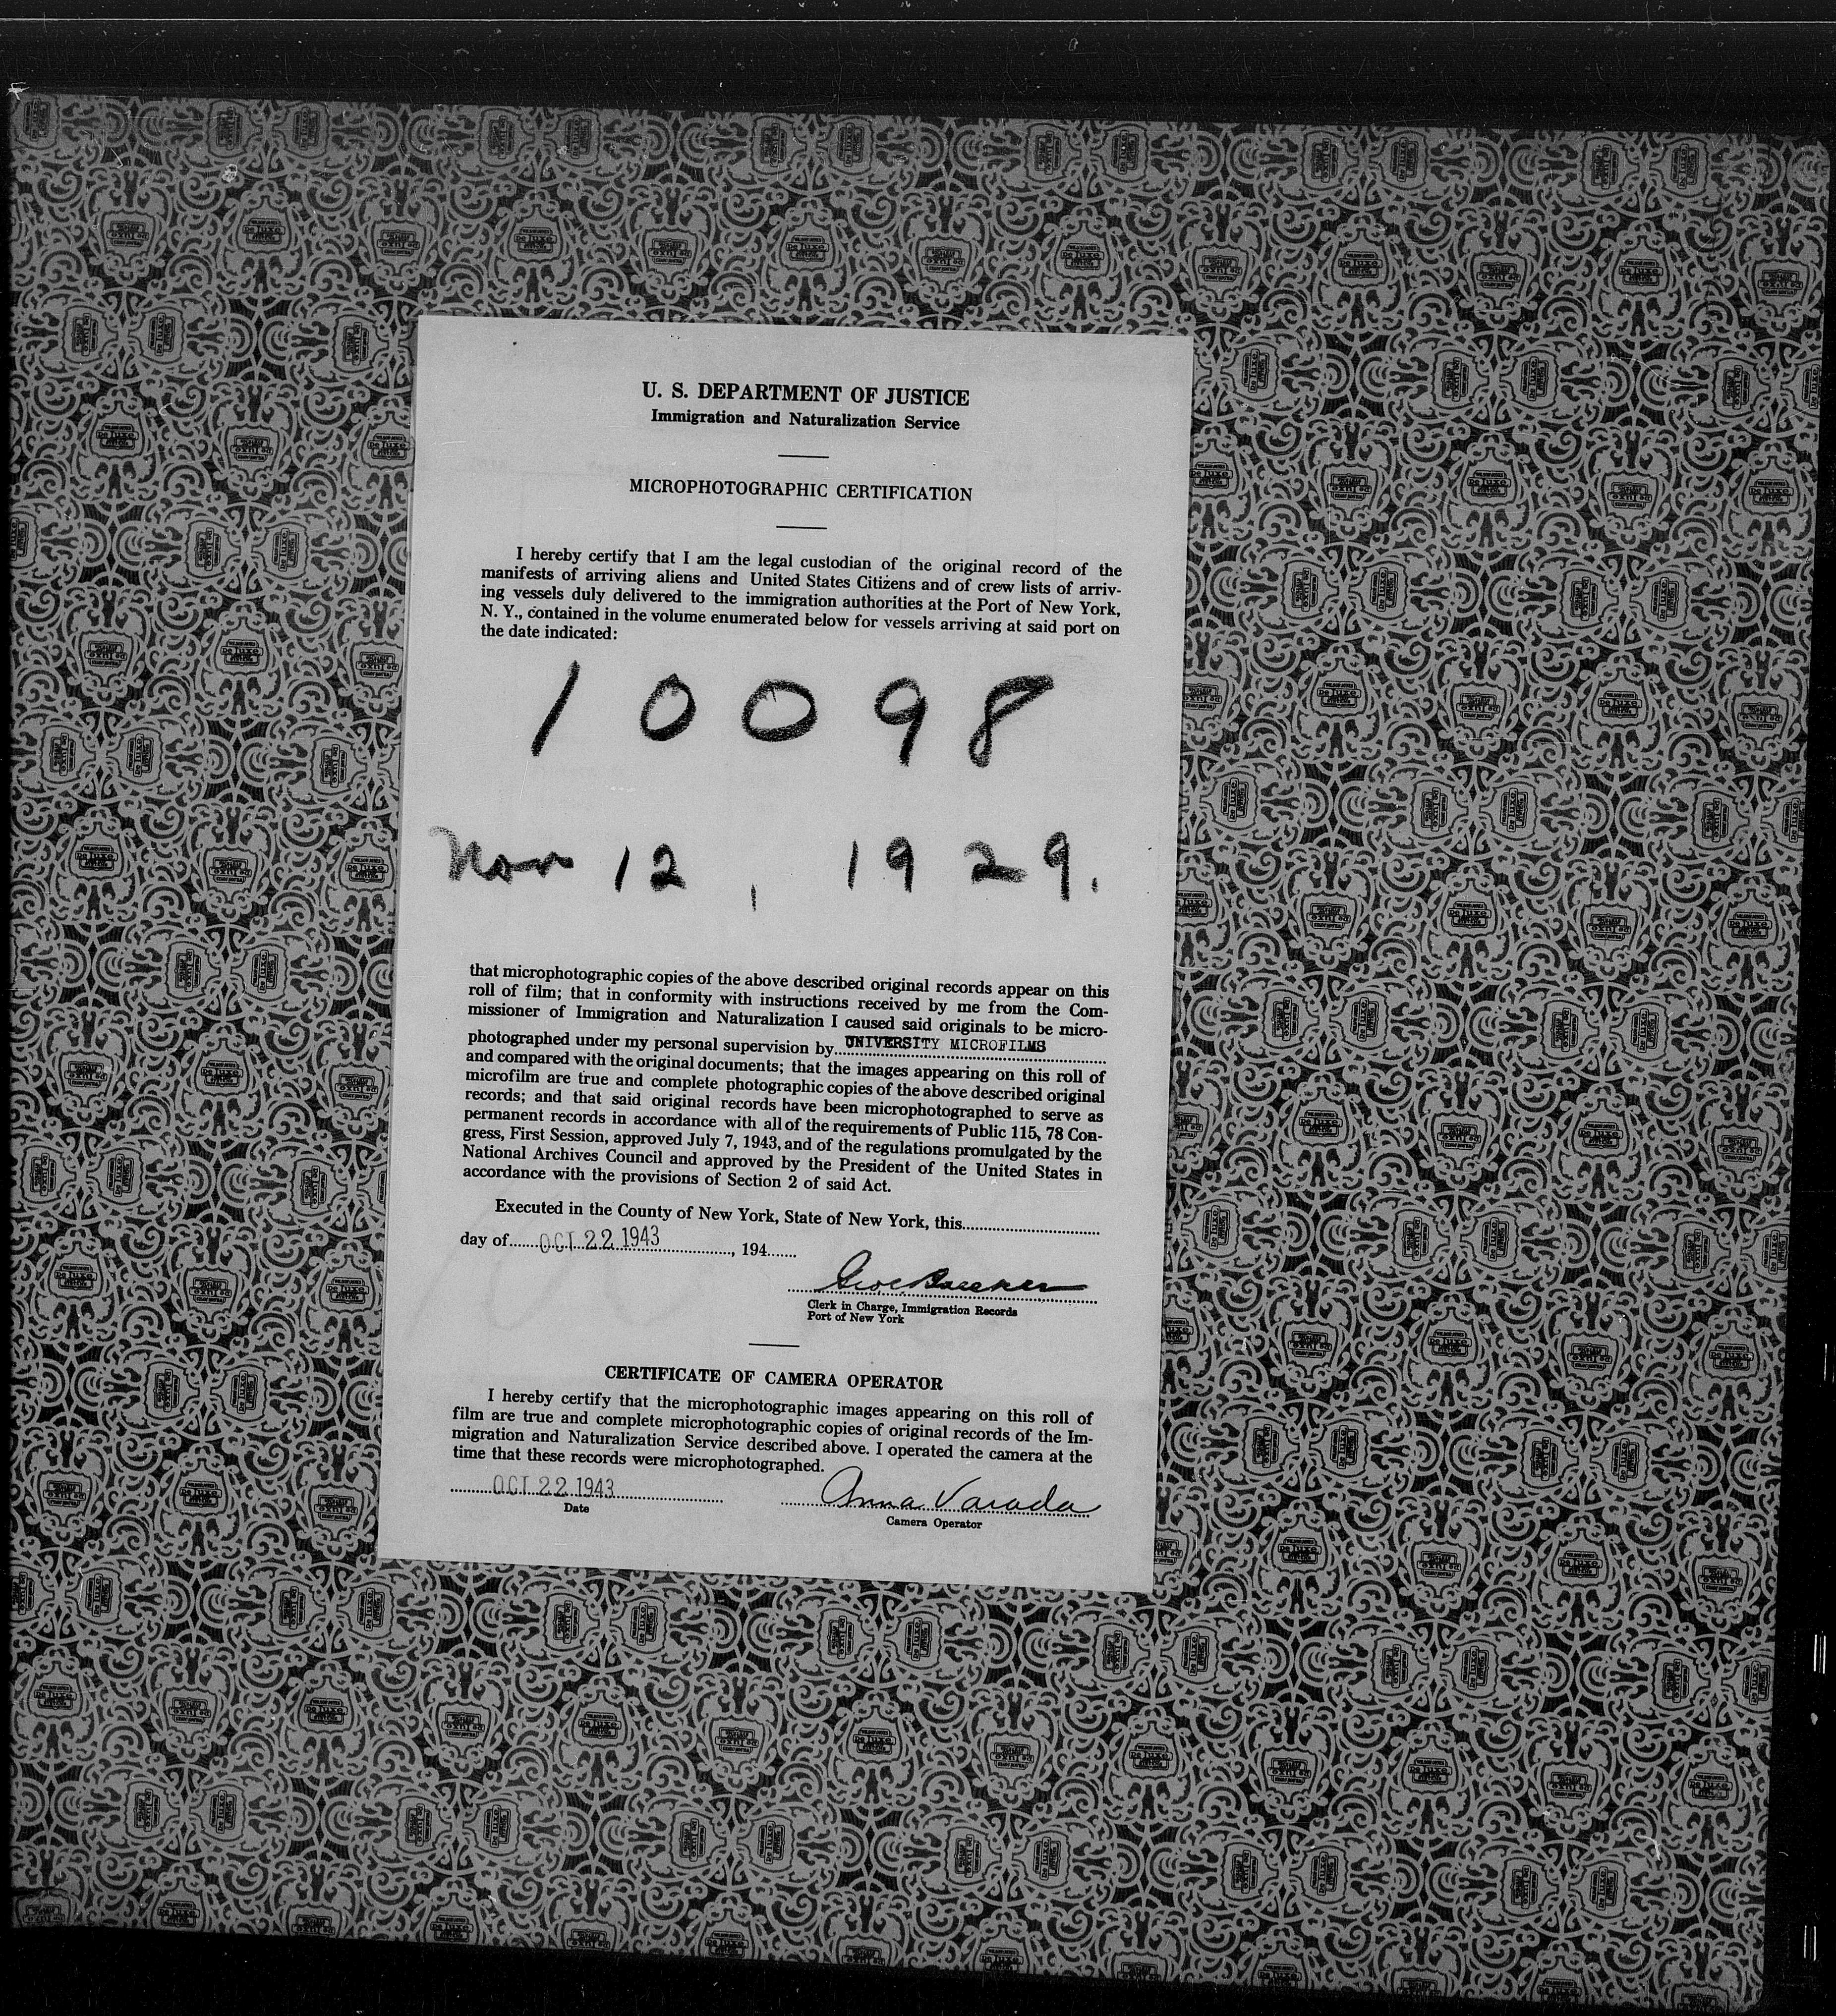 U. S. DEPARTMENT OF JUSTICE
Immigration and Naturalization Service
MICROPHOTOGRAPHIC CERTIFICATION
I hereby certify that I am the legal custodian of the original record of the
manifests of arriving aliens and United States Citizens and of crew lists of arriv-
ing vessels duly delivered to the immigration authorities at the Port of New York,
N. Y., contained in the volume enumerated below for vessels arriving at said port on
the date indicated:
10098
Nov 12, 1929.
that microphotographic copies of the above described original records appear on this
roll of film; that in conformity with instructions received by me from the Com-
missioner of Immigration and Naturalization I caused said originals to be micro-
photographed under my personal supervision by UNIVERSITY MICROFILMS
and compared with the original documents; that the images appearing on this roll of
microfilm are true and complete photographic copies of the above described original
records; and that said original records have been microphotographed to serve as
permanent records in accordance with all of the requirements of Public 115, 78 Con-
gress, First Session, approved July 7, 1943, and of the regulations promulgated by the
National Archives Council and approved by the President of the United States in
accordance with the provisions of Section 2 of said Act.
Executed in the County of New York, State of New York, this
day of OCT 22 1943, 194
Clerk in Charge, Immigration Records
Port of New York
CERTIFICATE OF CAMERA OPERATOR
I hereby certify that the microphotographic images appearing on this roll of
film are true and complete microphotographic copies of original records of the Im-
migration and Naturalization Service described above. I operated the camera at the
time that these records were microphotographed.
OCT 22 1943 Anna Varada
Date
Camera Operator